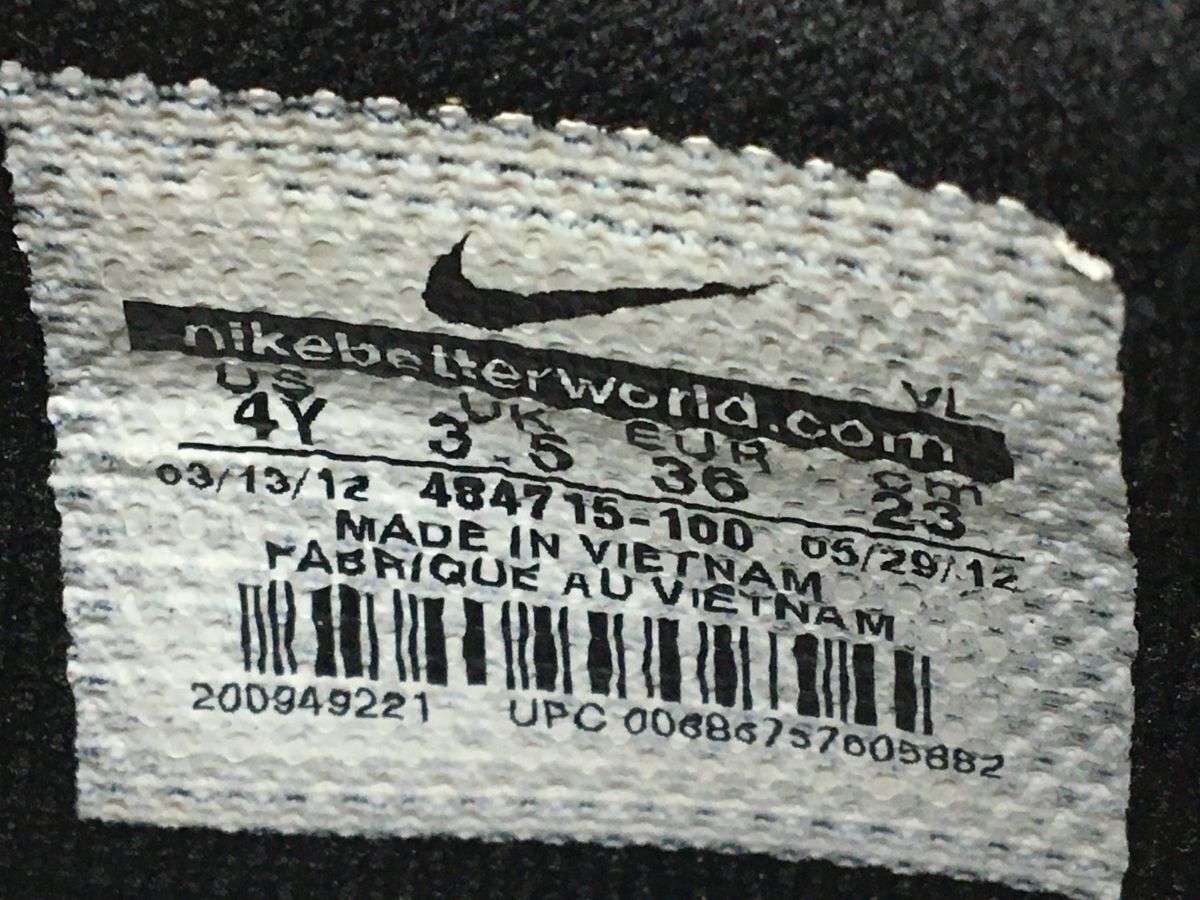 nikebetterworld.com
VL
US UK EUR cm
4Y 3.5 36 23
03/13/12 484715-100 05/29/12
MADE IN VIETNAM
FABRIQUE AU VIETNAM
200949221 UPC